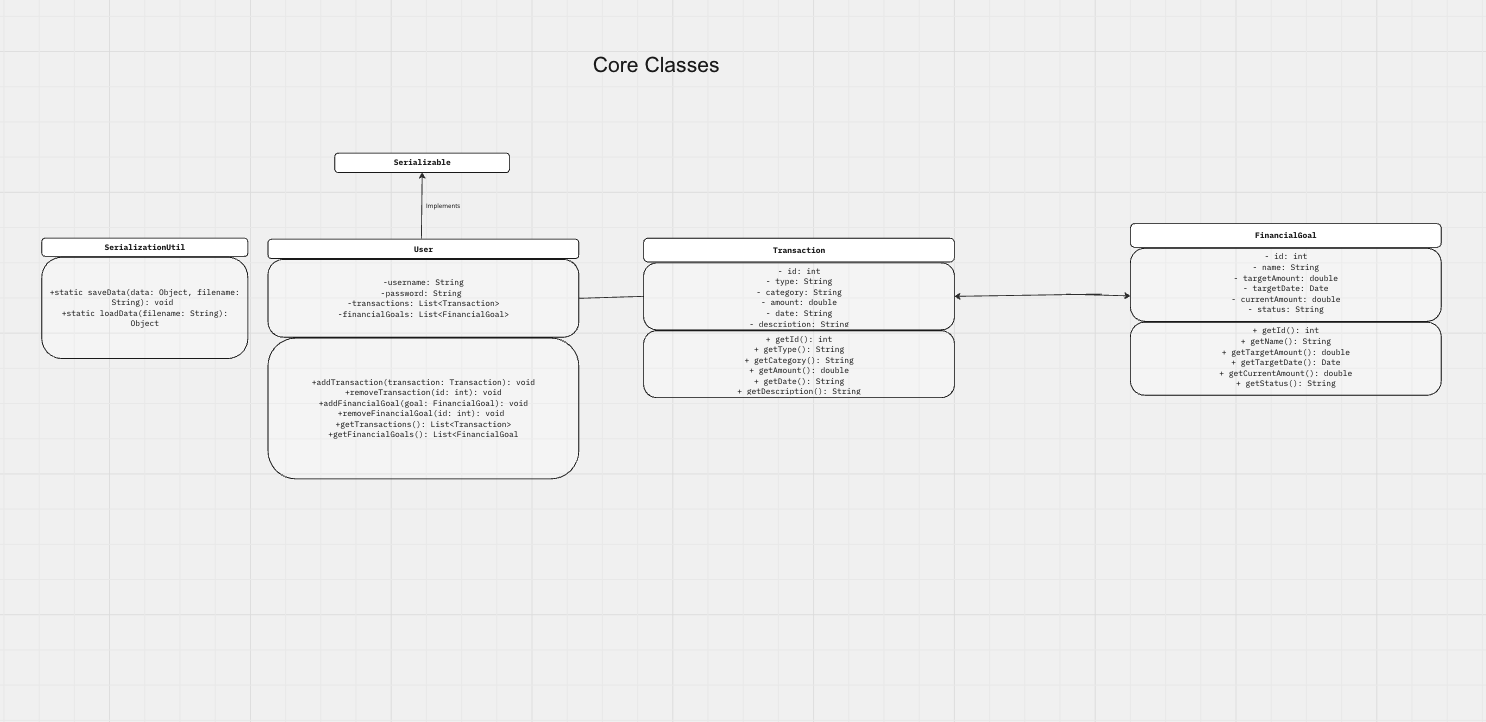 Core Classes
Serializable
Implements
SerializationUtil
+static saveData(data: Object, filename:
String): void
+static loadData(filename: String):
Object
User
-username: String
-password: String
-transactions: List<Transaction>
-financialGoals: List<FinancialGoal>
+addTransaction(transaction: Transaction): void
+removeTransaction(id: int): void
+addFinancialGoal(goal: FinancialGoal): void
+removeFinancialGoal(id: int): void
+getTransactions(): List<Transaction>
+getFinancialGoals(): List<FinancialGoal
Transaction
- id: int
- type: String
- category: String
- amount: double
- date: String
- description: String
+ getId(): int
+ getType(): String
+ getCategory(): String
+ getAmount(): double
+ getDate(): String
+ getDescription(): String
FinancialGoal
- id: int
- name: String
- targetAmount: double
- targetDate: Date
- currentAmount: double
- status: String
+ getId(): int
+ getName(): String
+ getTargetAmount(): double
+ getTargetDate(): Date
+ getCurrentAmount(): double
+ getStatus(): String